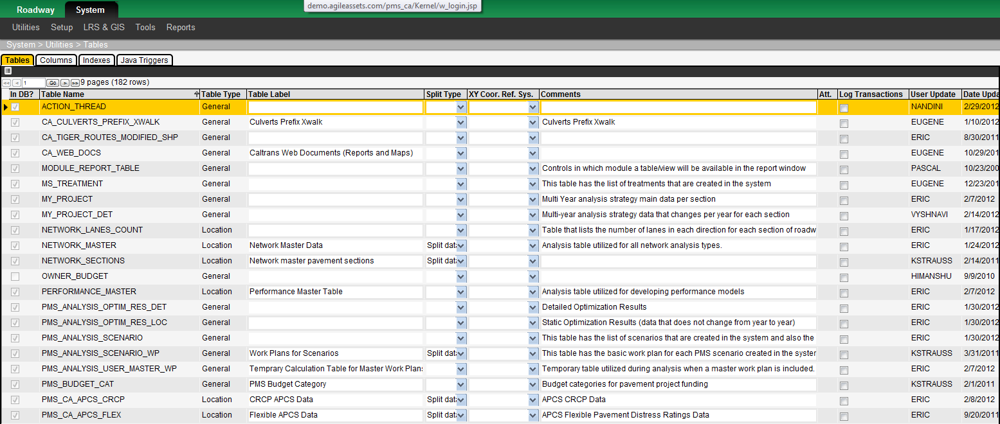 demo.agileassets.com/pms_ca/Kernel/w_login.jsp
Roadway System
Utilities Setup LRS & GIS Tools Reports
System > Utilities > Tables
Tables Columns Indexes Java Triggers
<< < 1 Go > >> 9 pages (182 rows)
In DB? Table Name Table Type Table Label Split Type XY Coor. Ref. Sys. Comments Att. Log Transactions User Update Date Upda
ACTION_THREAD General NANDINI 2/29/2012
CA_CULVERTS_PREFIX_XWALK General Culverts Prefix Xwalk Culverts Prefix Xwalk EUGENE 1/10/2012
CA_TIGER_ROUTES_MODIFIED_SHP General ERIC 8/30/2011
CA_WEB_DOCS General Caltrans Web Documents (Reports and Maps) EUGENE 10/29/201
MODULE_REPORT_TABLE General Controls in which module a table/view will be available in the report window PASCAL 10/23/200
MS_TREATMENT General This table has the list of treatments that are created in the system EUGENE 12/23/201
MY_PROJECT General Multi Year analysis strategy main data per section ERIC 2/7/2012
MY_PROJECT_DET General Multi-year analysis strategy data that changes per year for each section VYSHNAVI 2/14/2012
NETWORK_LANES_COUNT Location Table that lists the number of lanes in each direction for each section of roadw ERIC 1/17/2012
NETWORK_MASTER Location Network Master Data Split data Analysis table utilized for all network analysis types. ERIC 1/24/2012
NETWORK_SECTIONS Location Network master pavement sections Split data KSTRAUSS 2/14/2011
OWNER_BUDGET General HIMANSHU 9/9/2010
PERFORMANCE_MASTER Location Performance Master Table Analysis table utilized for developing performance models ERIC 2/7/2012
PMS_ANALYSIS_OPTIM_RES_DET General Detailed Optimization Results ERIC 1/30/2012
PMS_ANALYSIS_OPTIM_RES_LOC General Static Optimization Results (data that does not change from year to year) ERIC 1/30/2012
PMS_ANALYSIS_SCENARIO General This table has the list of scenarios that are created in the system and also the ERIC 1/30/2012
PMS_ANALYSIS_SCENARIO_WP General Work Plans for Scenarios Split data This table has the basic work plan for each PMS scenario created in the system KSTRAUSS 3/31/2011
PMS_ANALYSIS_USER_MASTER_WP General Temprary Calculation Table for Master Work Plans Temporary table utilized during analysis when a master work plan is included. ERIC 2/7/2012
PMS_BUDGET_CAT General PMS Budget Category Budget categories for pavement project funding KSTRAUSS 2/1/2011
PMS_CA_APCS_CRCP Location CRCP APCS Data Split data APCS CRCP Data ERIC 2/8/2012
PMS_CA_APCS_FLEX Location Flexible APCS Data Split data APCS Flexible Pavement Distress Ratings Data ERIC 9/20/2011